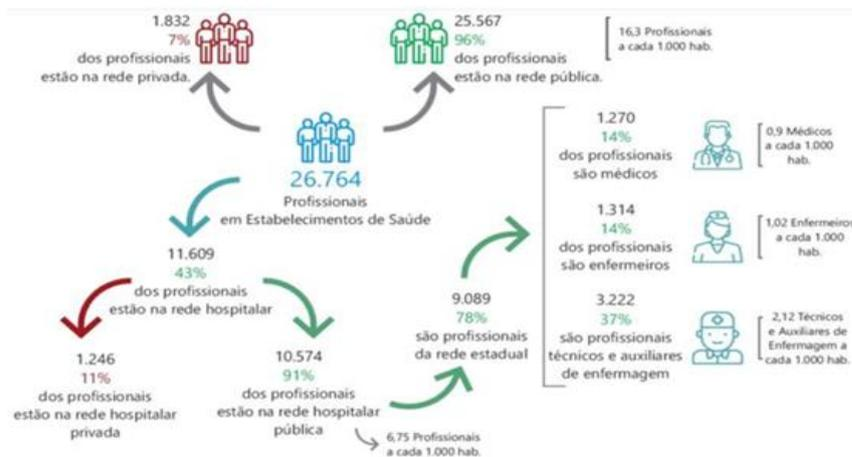 1.832
7%
dos profissionais
estão na rede privada.
25.567
96%
dos profissionais
estão na rede pública.
16,3 Profissionais
a cada 1.000 hab.
26.764
Profissionais
em Estabelecimentos de Saúde
11.609
43%
dos profissionais
estão na rede hospitalar
1.246
11%
dos profissionais
estão na rede hospitalar
privada
10.574
91%
dos profissionais
estão na rede hospitalar
pública
6,75 Profissionais
a cada 1.000 hab.
9.089
78%
são profissionais
da rede estadual
1.270
14%
dos profissionais
são médicos
0,9 Médicos
a cada 1.000
hab.
1.314
14%
dos profissionais
são enfermeiros
1,02 Enfermeiros
a cada 1.000
hab.
3.222
37%
são profissionais
técnicos e auxiliares
de enfermagem
2,12 Técnicos
e Auxiliares de
Enfermagem a
cada 1.000 hab.